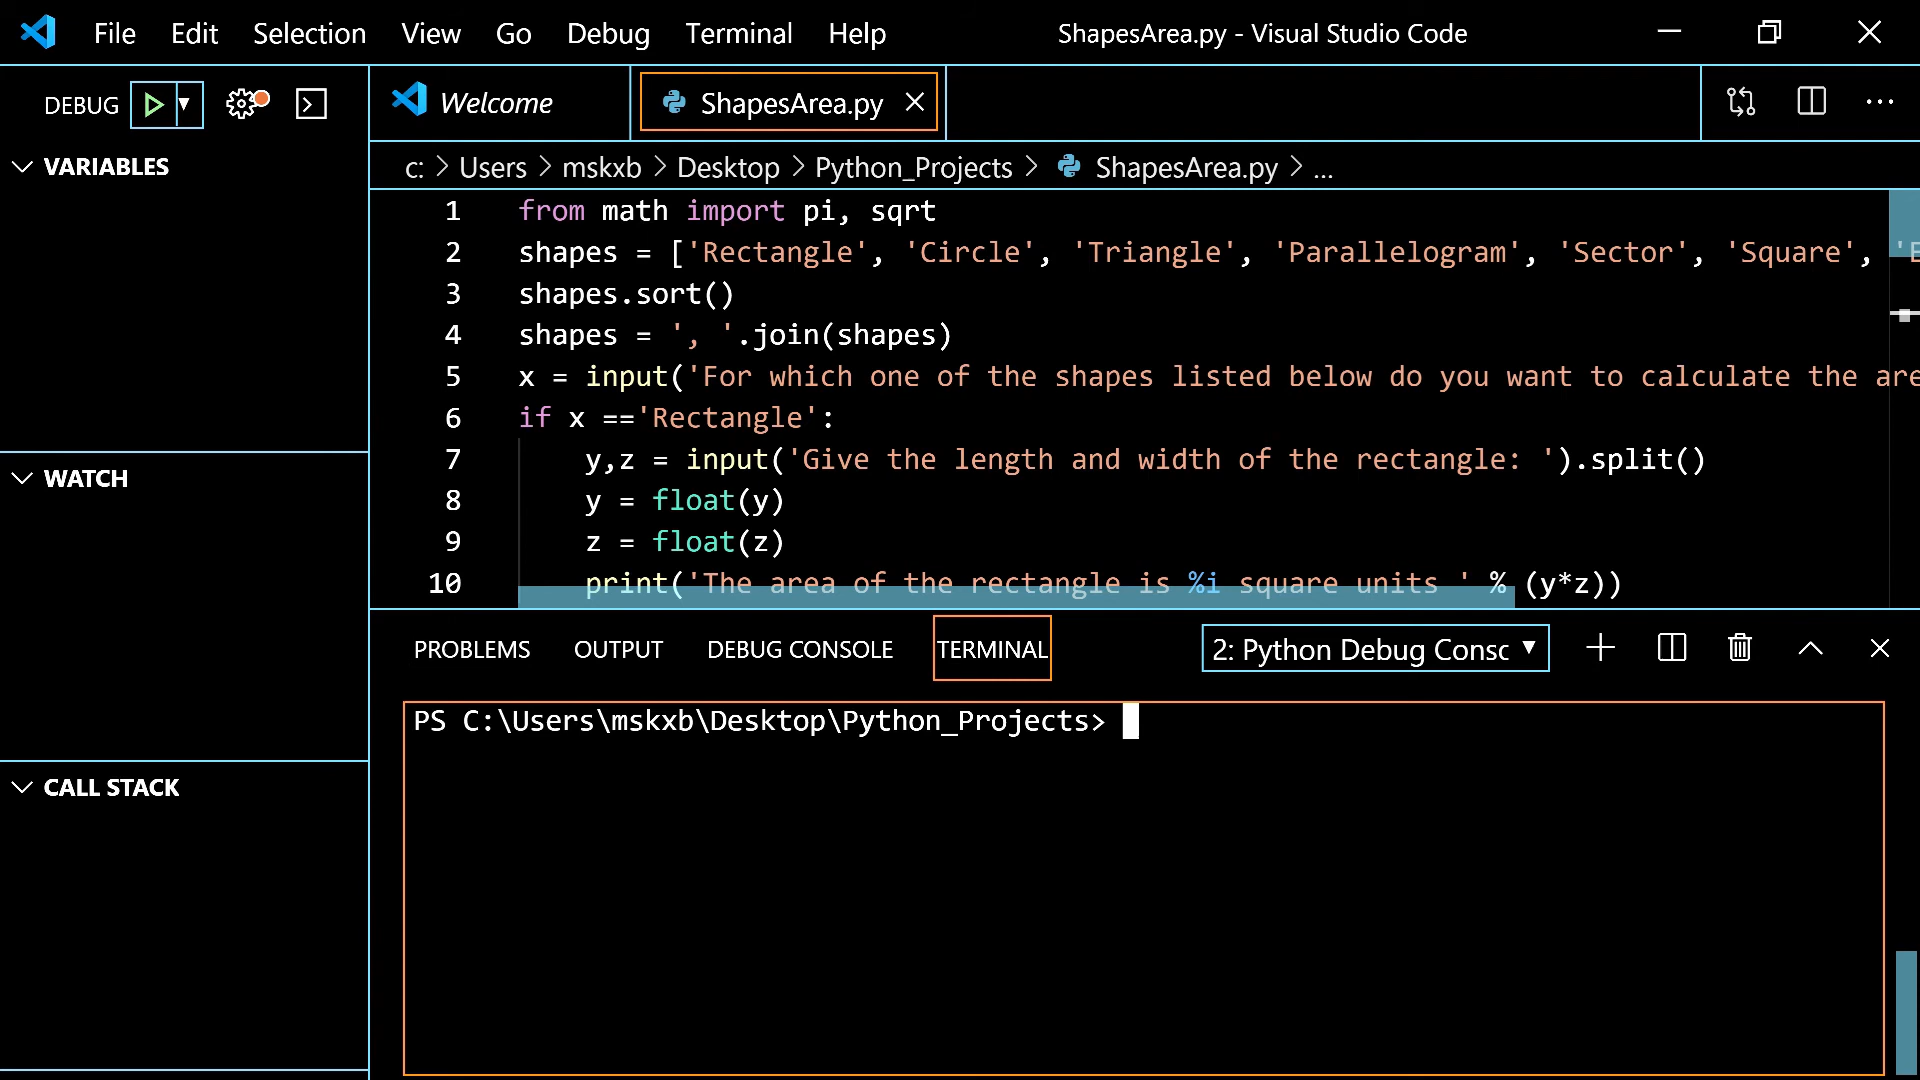 File Edit Selection View Go Debug Terminal Help ShapesArea.py - Visual Studio Code
DEBUG
Welcome
ShapesArea.py
VARIABLES
c: > Users > mskxb > Desktop > Python_Projects > ShapesArea.py > ...
1 from math import pi, sqrt
2 shapes = ['Rectangle', 'Circle', 'Triangle', 'Parallelogram', 'Sector', 'Square', 'E
3 shapes.sort()
4 shapes = ', '.join(shapes)
5 x = input('For which one of the shapes listed below do you want to calculate the are
6 if x =='Rectangle':
7 y,z = input('Give the length and width of the rectangle: ').split()
8 y = float(y)
9 z = float(z)
10 print('The area of the rectangle is %i square units ' % (y*z))
WATCH
CALL STACK
PROBLEMS OUTPUT DEBUG CONSOLE TERMINAL 2: Python Debug Consc
PS C:\Users\mskxb\Desktop\Python_Projects>